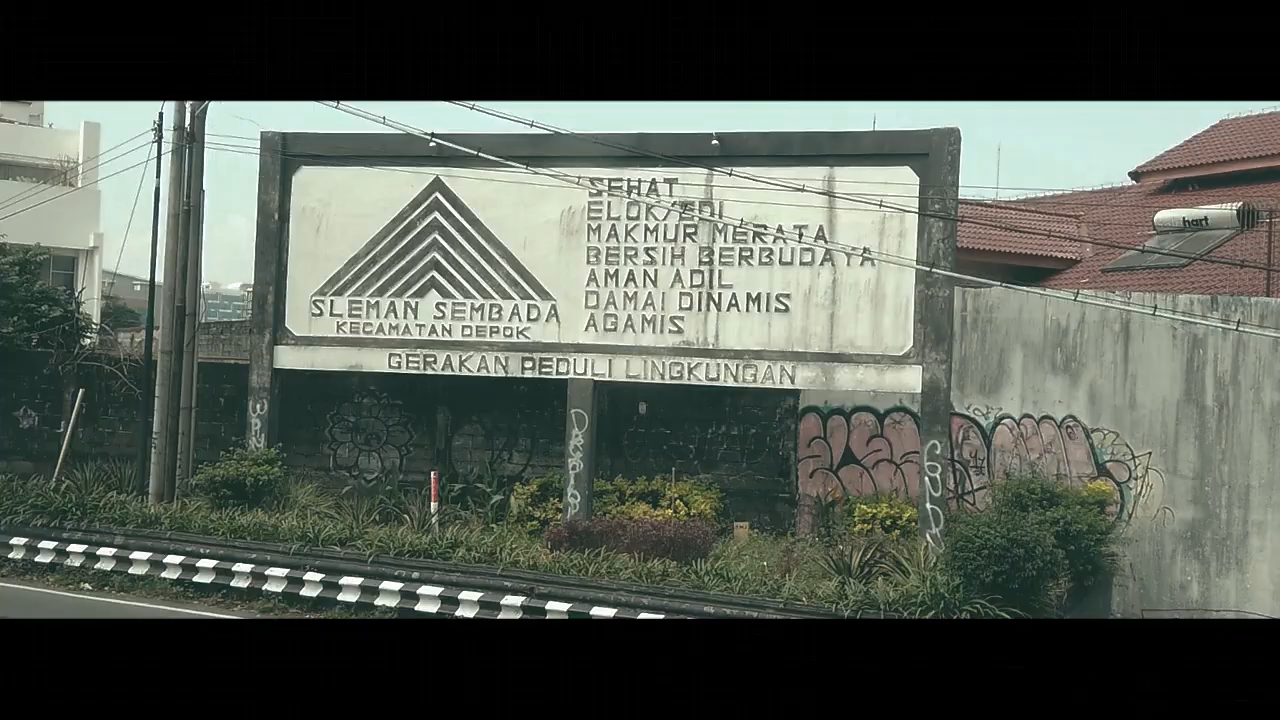 SEHAT
ELOK/EDI
MAKMUR MERATA
BERSIH BERBUDAYA
AMAN ADIL
DAMAI DINAMIS
AGAMIS
SLEMAN SEMBADA
KECAMATAN DEPOK
GERAKAN PEDULI LINGKUNGAN
hart